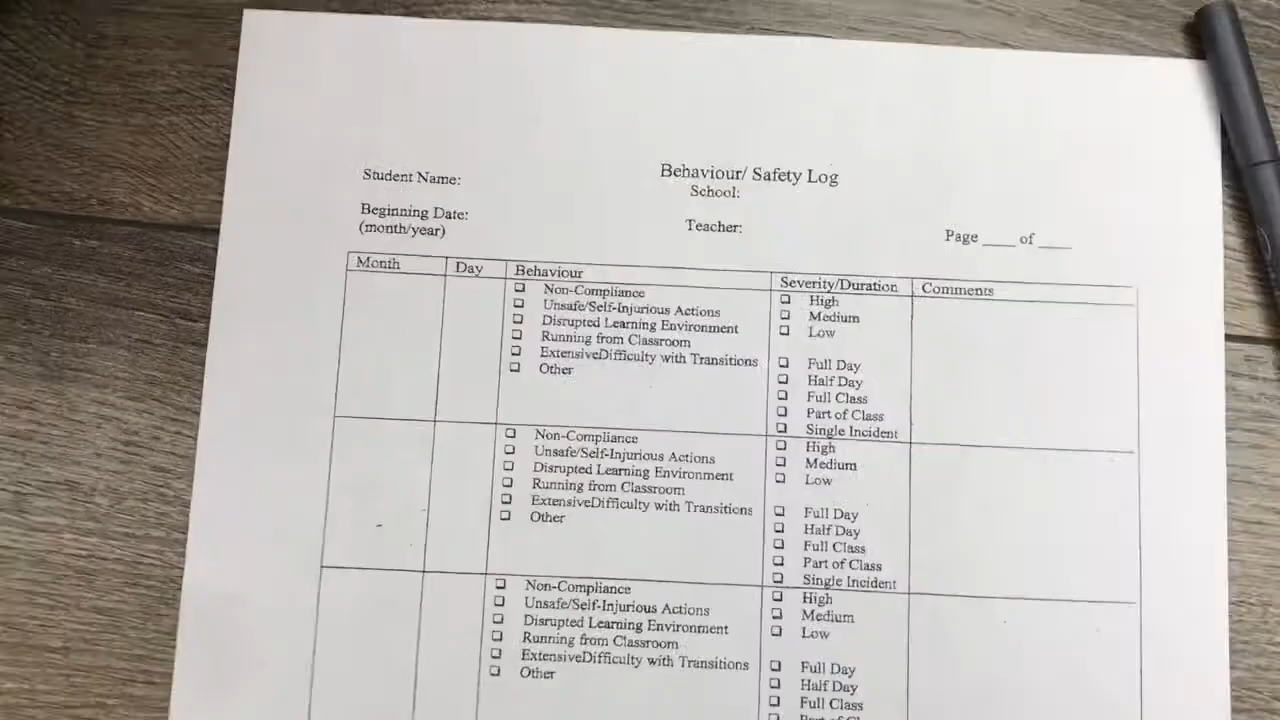 Behaviour/ Safety Log
Student Name:
School:
Beginning Date:
(month/year)
Teacher:
Page ____ of ____
Month
Day
Behaviour
Severity/Duration
Comments
❑ Non-Compliance
❑ Unsafe/Self-Injurious Actions
❑ Disrupted Learning Environment
❑ Running from Classroom
❑ ExtensiveDifficulty with Transitions
❑ Other
❑ High
❑ Medium
❑ Low
❑ Full Day
❑ Half Day
❑ Full Class
❑ Part of Class
❑ Single Incident
❑ Non-Compliance
❑ Unsafe/Self-Injurious Actions
❑ Disrupted Learning Environment
❑ Running from Classroom
❑ ExtensiveDifficulty with Transitions
❑ Other
❑ High
❑ Medium
❑ Low
❑ Full Day
❑ Half Day
❑ Full Class
❑ Part of Class
❑ Single Incident
❑ Non-Compliance
❑ Unsafe/Self-Injurious Actions
❑ Disrupted Learning Environment
❑ Running from Classroom
❑ ExtensiveDifficulty with Transitions
❑ Other
❑ High
❑ Medium
❑ Low
❑ Full Day
❑ Half Day
❑ Full Class